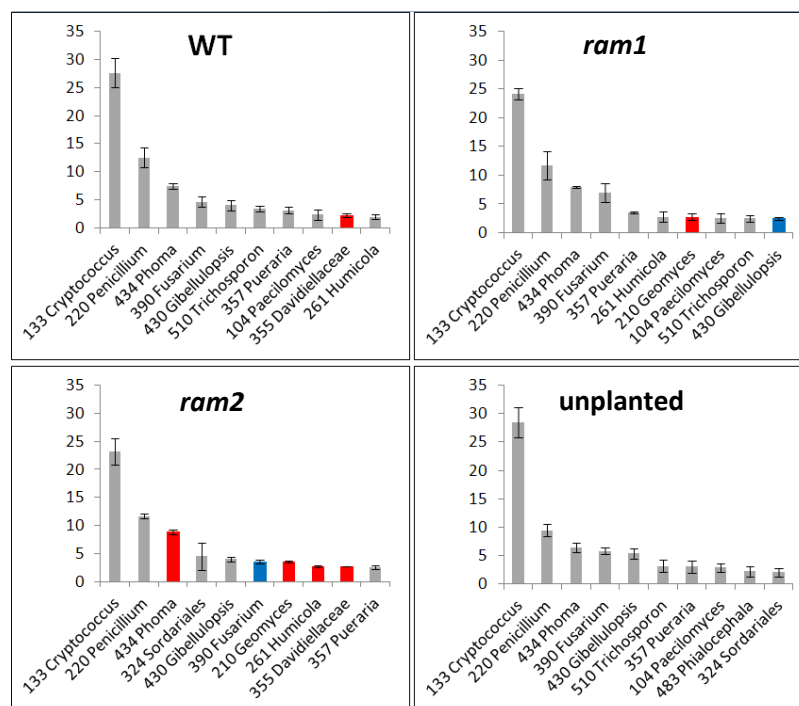 WT
35
30
25
20
15
10
5
0
133 Cryptococcus
220 Penicillium
434 Phoma
390 Fusarium
430 Gibellulopsis
510 Trichosporon
357 Pueraria
104 Paecilomyces
355 Davidiellaceae
261 Humicola
ram1
35
30
25
20
15
10
5
0
133 Cryptococcus
220 Penicillium
434 Phoma
390 Fusarium
357 Pueraria
261 Humicola
210 Geomyces
104 Paecilomyces
510 Trichosporon
430 Gibellulopsis
ram2
35
30
25
20
15
10
5
0
133 Cryptococcus
220 Penicillium
434 Phoma
324 Sordariales
430 Gibellulopsis
390 Fusarium
210 Geomyces
261 Humicola
355 Davidiellaceae
357 Pueraria
unplanted
35
30
25
20
15
10
5
0
133 Cryptococcus
220 Penicillium
434 Phoma
390 Fusarium
430 Gibellulopsis
510 Trichosporon
357 Pueraria
104 Paecilomyces
483 Phialocephala
324 Sordariales